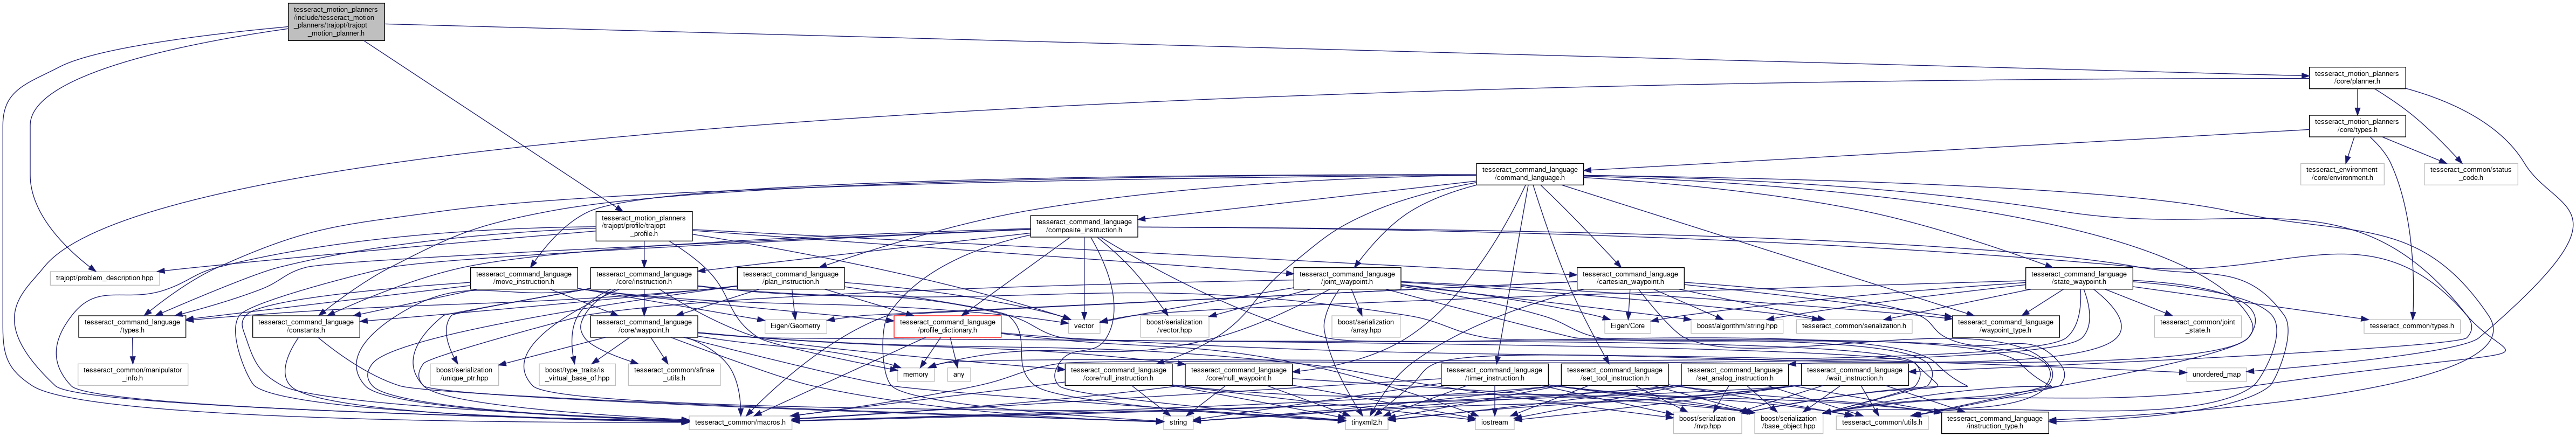 tesseract_motion_planners
/include/tesseract_motion
_planners/trajopt/trajopt
_motion_planner.h
tesseract_motion_planners
/core/planner.h
tesseract_motion_planners
/core/types.h
tesseract_command_language
/command_language.h
tesseract_environment
/core/environment.h
tesseract_common/status
_code.h
tesseract_motion_planners
/trajopt/profile/trajopt
_profile.h
tesseract_command_language
/composite_instruction.h
trajopt/problem_description.hpp
tesseract_command_language
/move_instruction.h
tesseract_command_language
/core/instruction.h
tesseract_command_language
/plan_instruction.h
tesseract_command_language
/joint_waypoint.h
tesseract_command_language
/cartesian_waypoint.h
tesseract_command_language
/state_waypoint.h
tesseract_command_language
/types.h
tesseract_command_language
/constants.h
tesseract_command_language
/core/waypoint.h
Eigen/Geometry
tesseract_command_language
/profile_dictionary.h
vector
boost/serialization
/vector.hpp
boost/serialization
/array.hpp
Eigen/Core
boost/algorithm/string.hpp
tesseract_common/serialization.h
tesseract_command_language
/waypoint_type.h
tesseract_common/joint
_state.h
tesseract_common/types.h
tesseract_common/manipulator
_info.h
boost/serialization
/unique_ptr.hpp
boost/type_traits/is
_virtual_base_of.hpp
tesseract_common/sfinae
_utils.h
memory
any
tesseract_command_language
/core/null_instruction.h
tesseract_command_language
/core/null_waypoint.h
tesseract_command_language
/timer_instruction.h
tesseract_command_language
/set_tool_instruction.h
tesseract_command_language
/set_analog_instruction.h
tesseract_command_language
/wait_instruction.h
unordered_map
tesseract_common/macros.h
string
tinyxml2.h
iostream
boost/serialization
/nvp.hpp
boost/serialization
/base_object.hpp
tesseract_common/utils.h
tesseract_command_language
/instruction_type.h